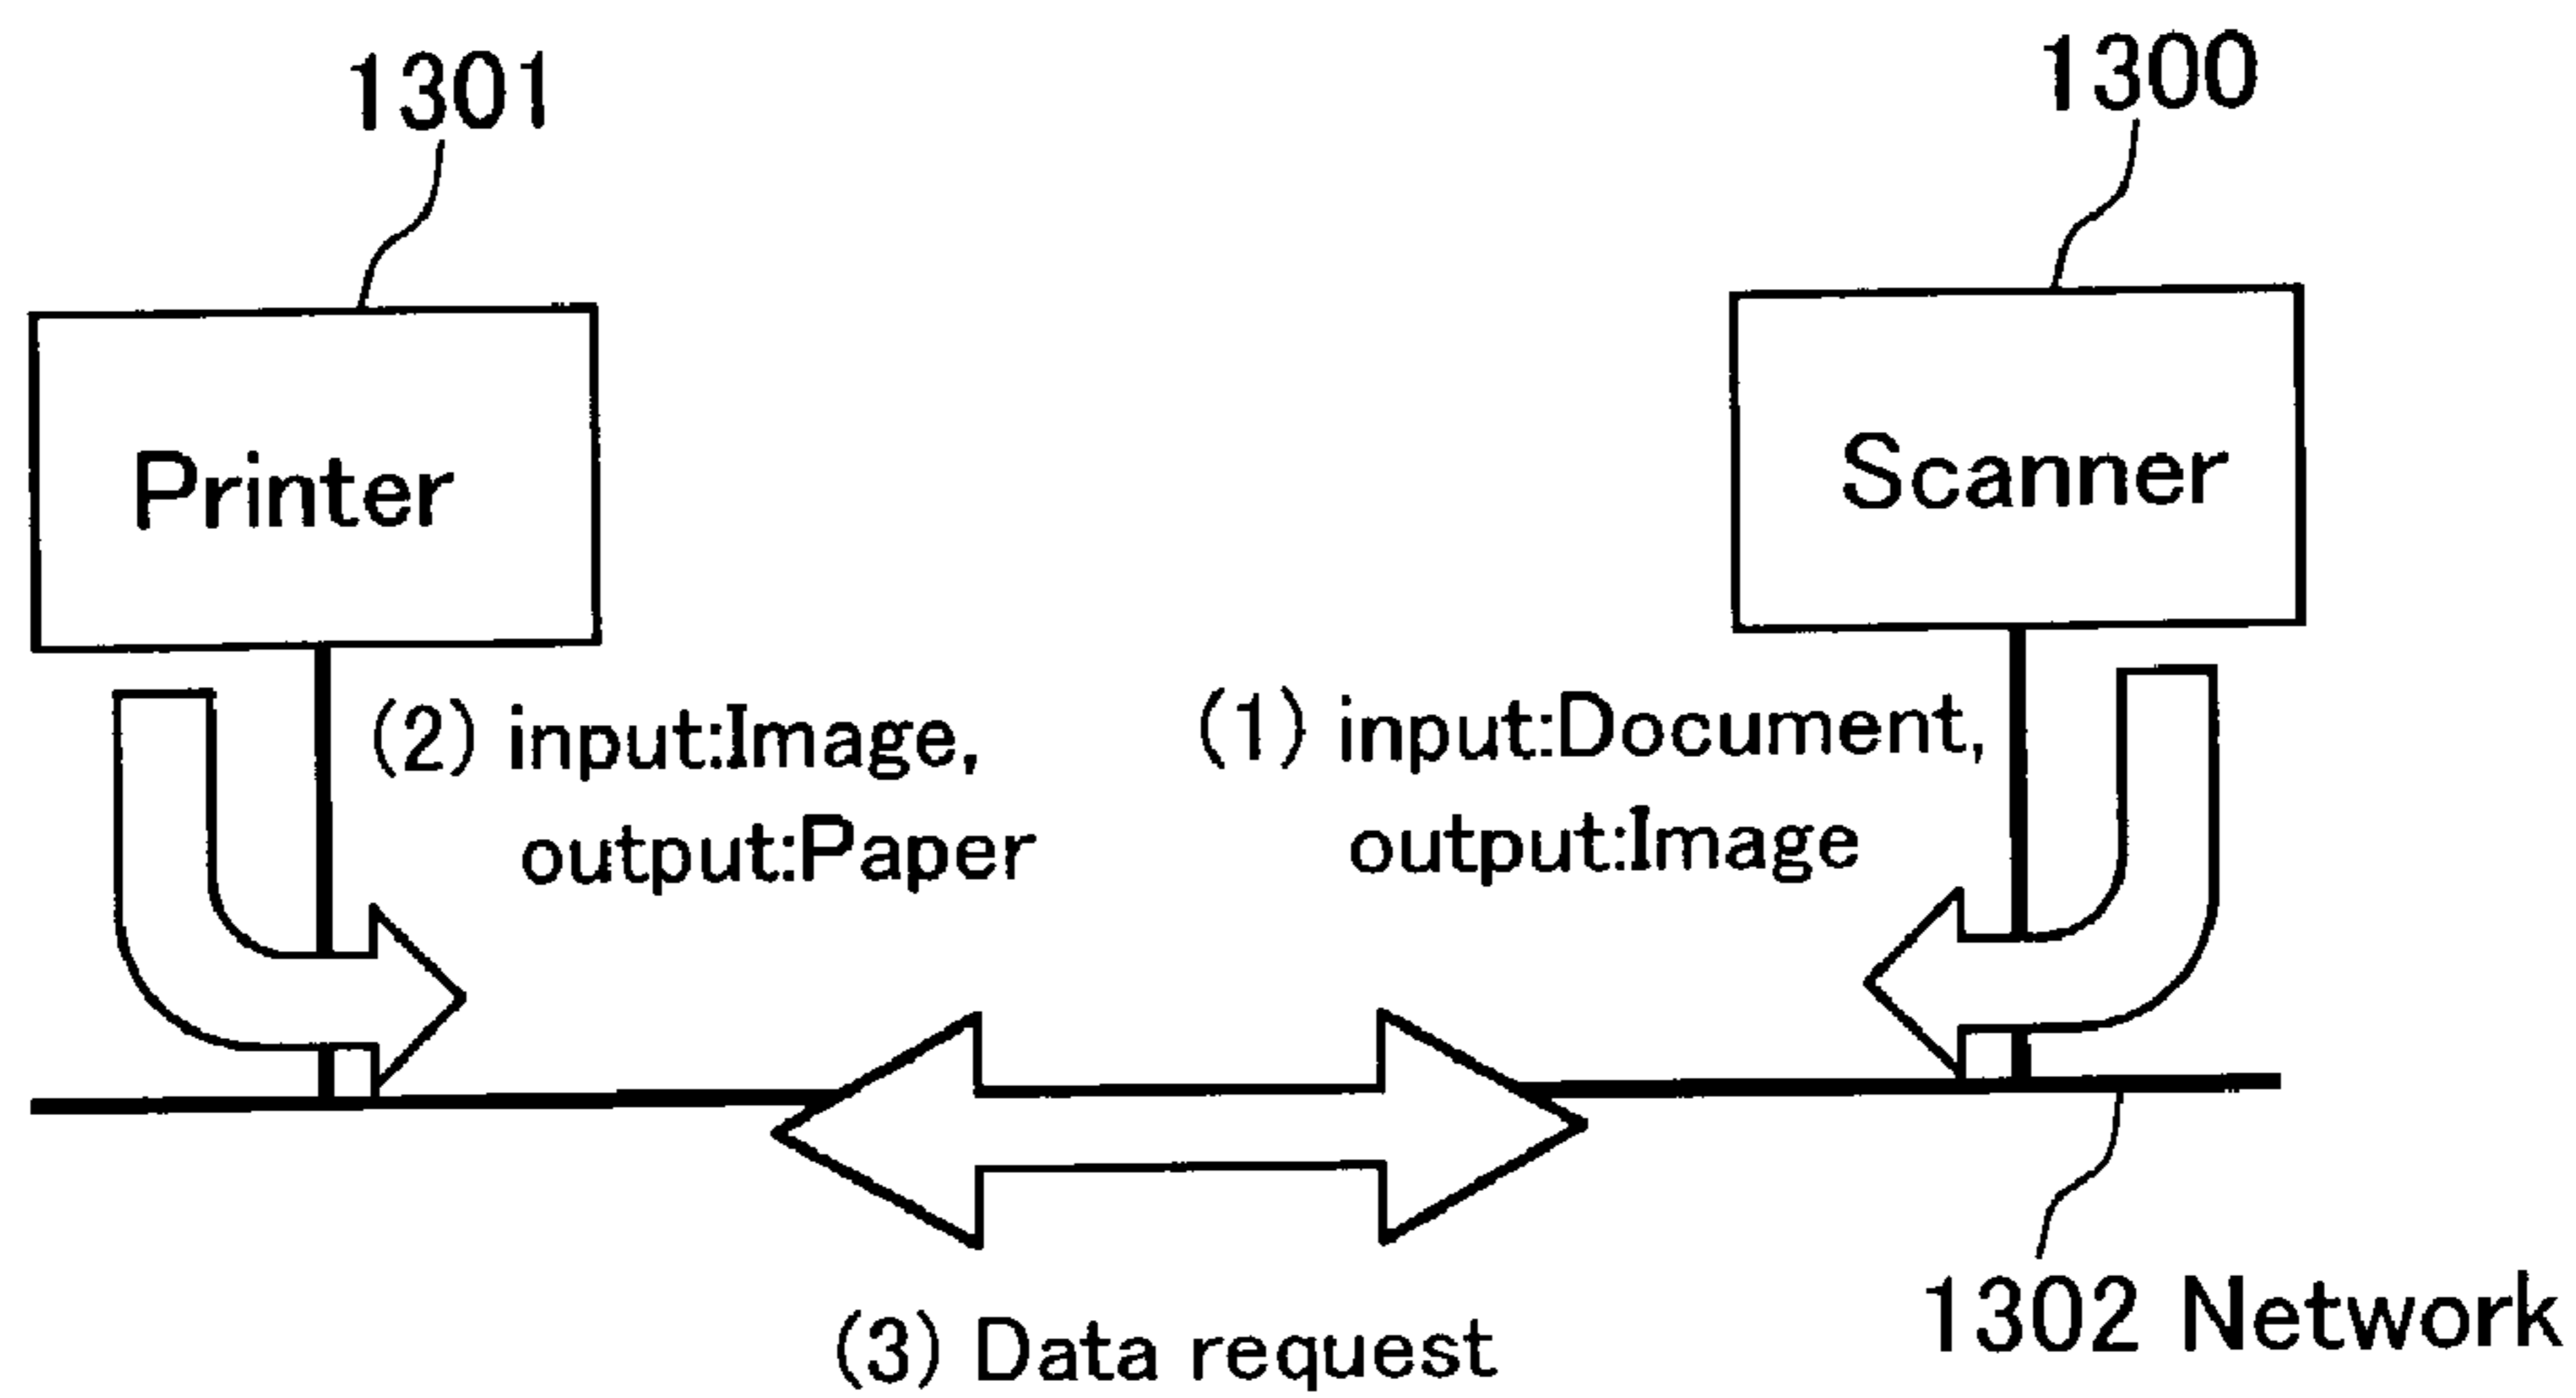 1301
1300
Printer
Scanner
(2) input:Image,
output:Paper
(1) input:Document,
output:Image
(3) Data request
1302 Network